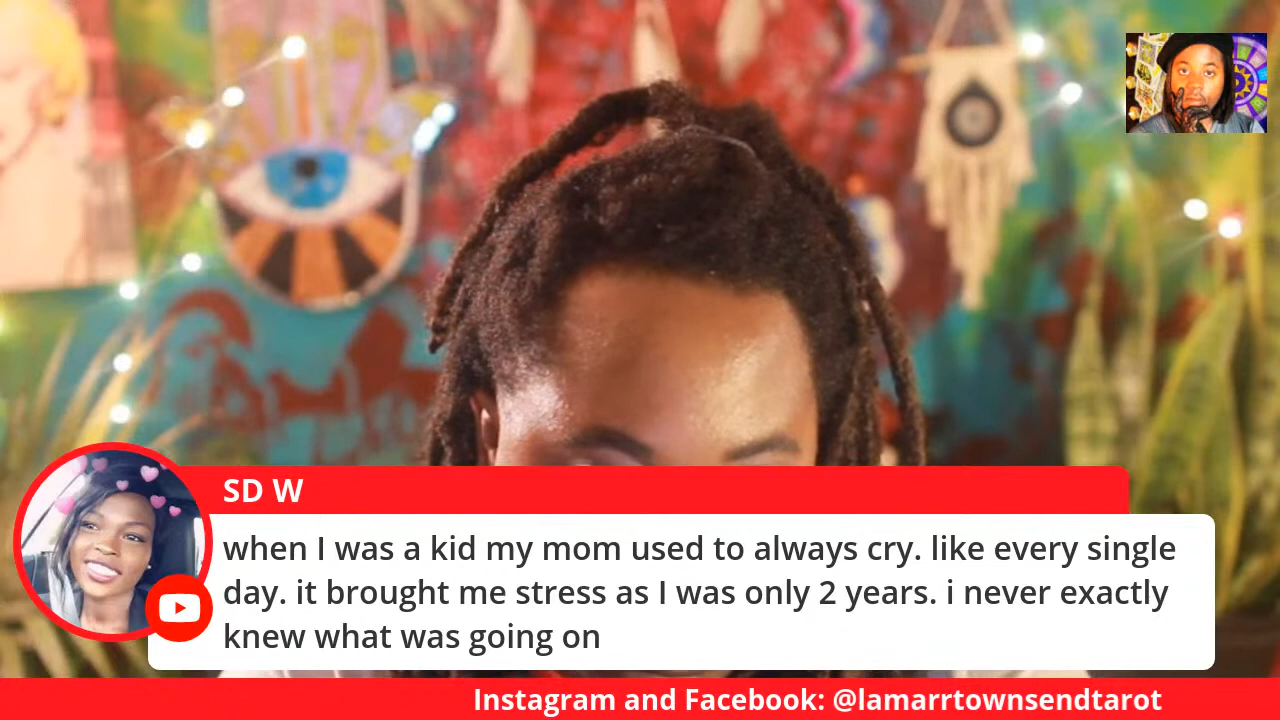 SD W
when I was a kid my mom used to always cry. like every single
day. it brought me stress as I was only 2 years. i never exactly
knew what was going on
Instagram and Facebook: @lamarrtownsendtarot